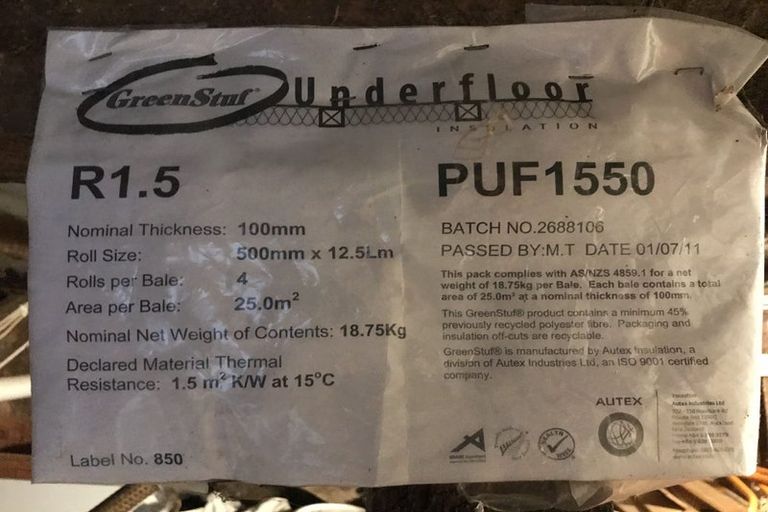 GreenStuf® Underfloor
INSULATION
R1.5
Nominal Thickness: 100mm
Roll Size: 500mm x 12.5Lm
Rolls per Bale: 4
Area per Bale: 25.0m²
Nominal Net Weight of Contents: 18.75Kg
Declared Material Thermal
Resistance: 1.5 m² K/W at 15°C
Label No. 850
PUF1550
BATCH NO.2688106
PASSED BY:M.T DATE 01/07/11
This pack complies with AS/NZS 4859.1 for a net
weight of 18.75kg per Bale. Each bale contains a total
area of 25.0m² at a nominal thickness of 100mm.
This GreenStuf® product contains a minimum 45%
previously recycled polyester fibre. Packaging and
insulation off-cuts are recyclable.
GreenStuf® is manufactured by Autex Insulation, a
division of Autex Industries Ltd, an ISO 9001 certified
company.
AUTEX
Autex Industries Ltd